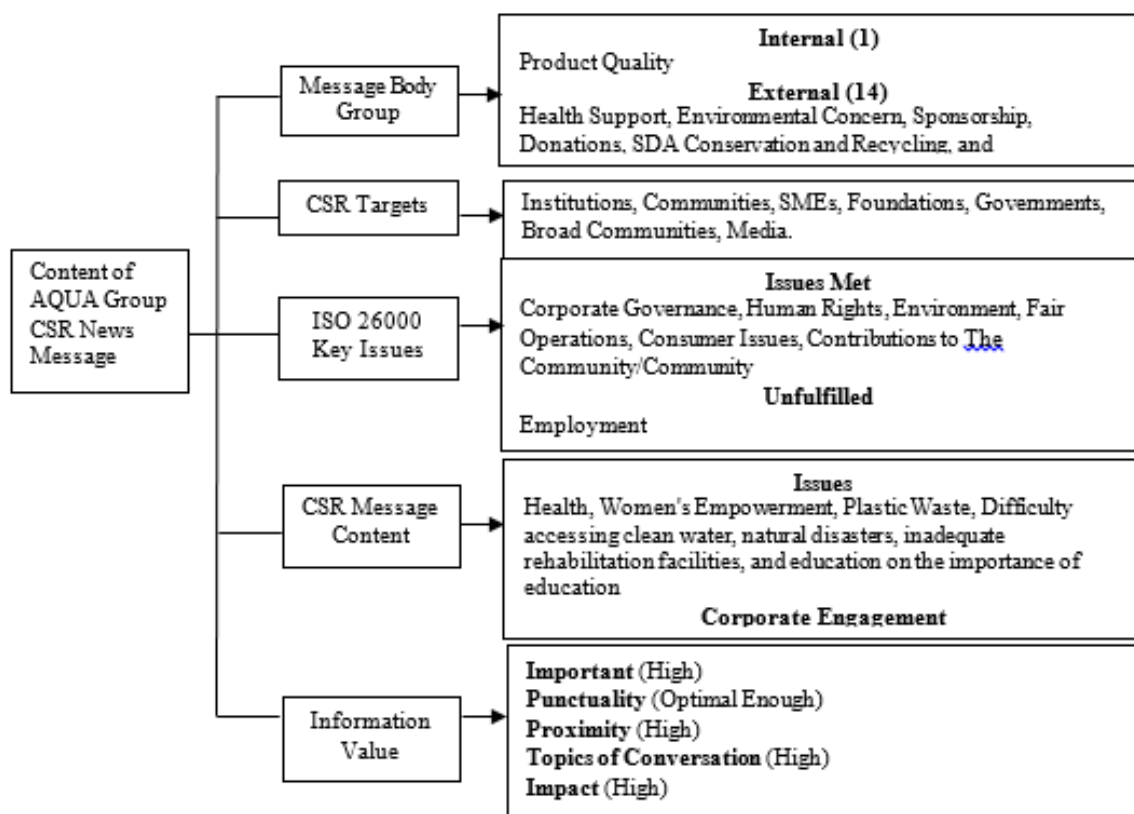 Content of
AQUA Group
CSR News
Message
Message Body
Group
Internal (1)
Product Quality
External (14)
Health Support, Environmental Concern, Sponsorship,
Donations, SDA Conservation and Recycling, and
CSR Targets
Institutions, Communities, SMEs, Foundations, Governments,
Broad Communities, Media.
ISO 26000
Key Issues
Issues Met
Corporate Governance, Human Rights, Environment, Fair
Operations, Consumer Issues, Contributions to The
Community/Community
Unfulfilled
Employment
CSR Message
Content
Issues
Health, Women's Empowerment, Plastic Waste, Difficulty
accessing clean water, natural disasters, inadequate
rehabilitation facilities, and education on the importance of
education
Corporate Engagement
Information
Value
Important (High)
Punctuality (Optimal Enough)
Proximity (High)
Topics of Conversation (High)
Impact (High)